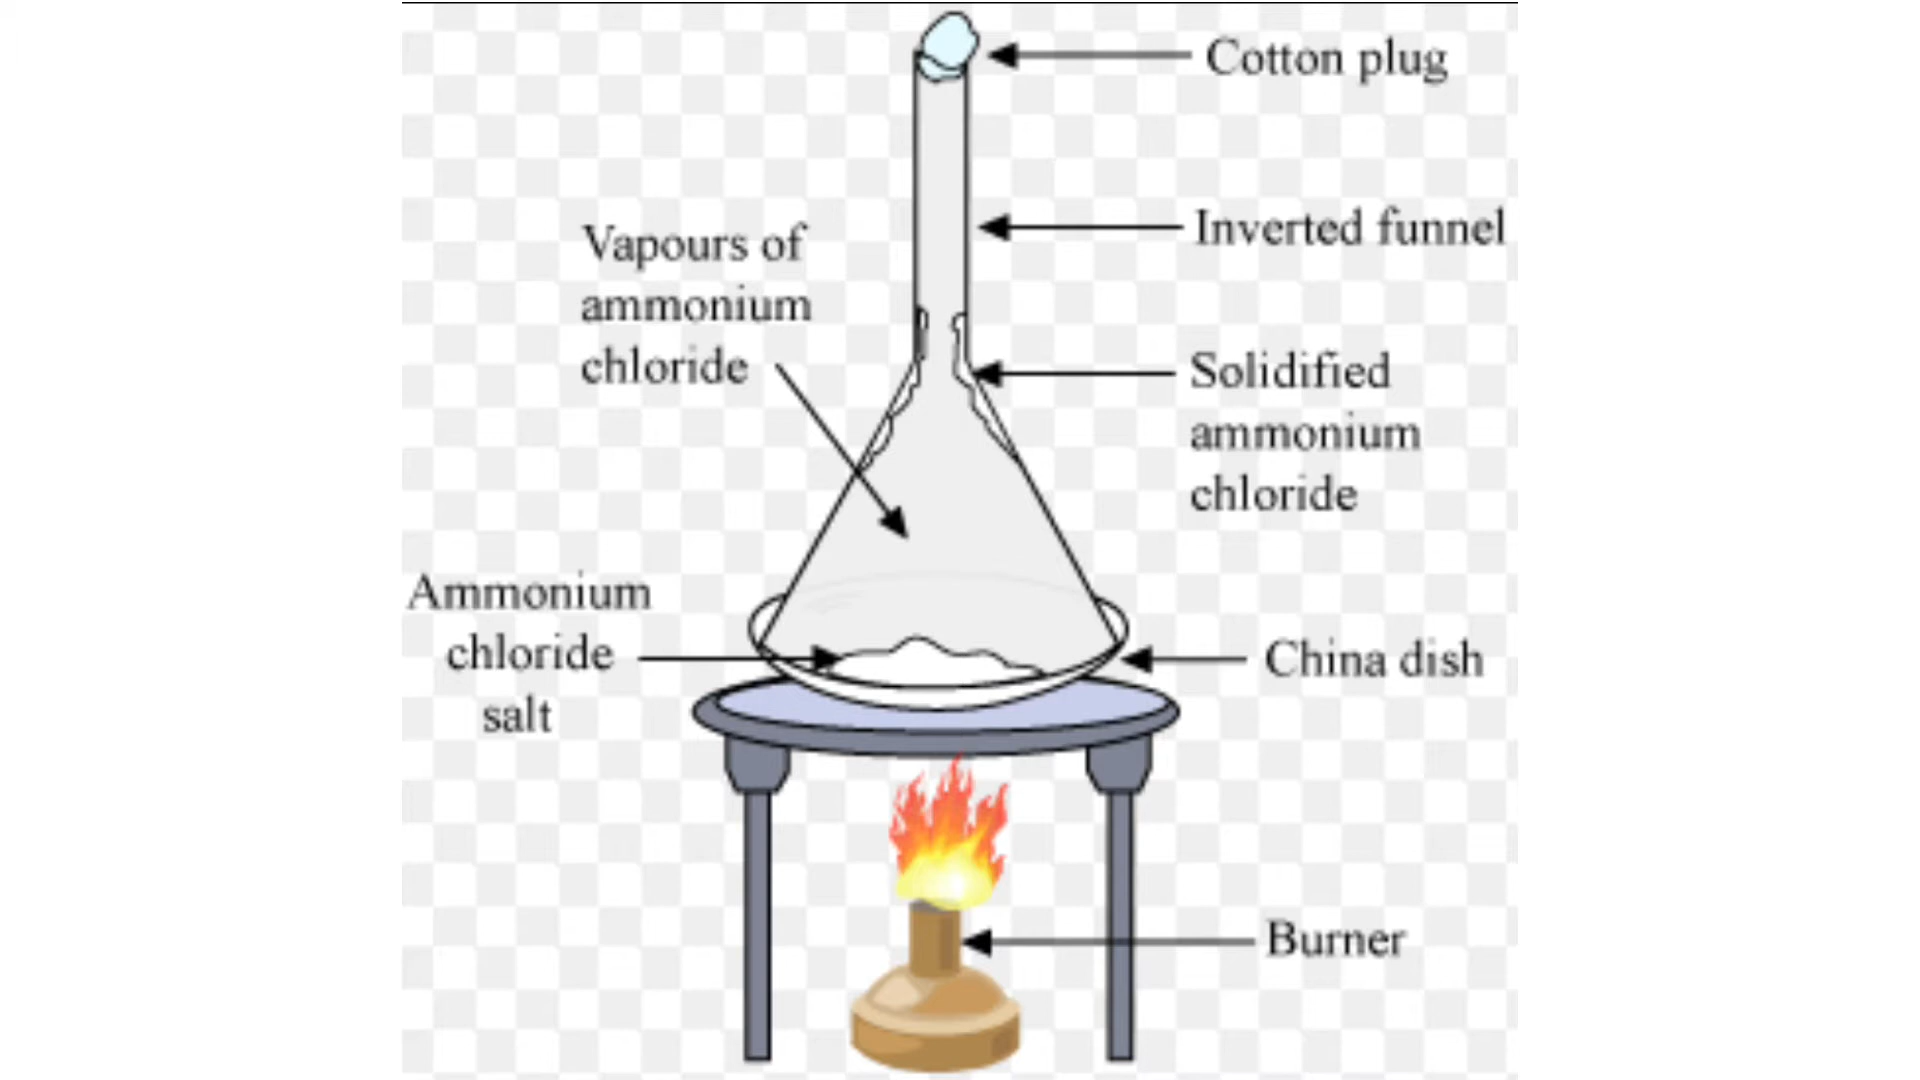 Cotton plug
Inverted funnel
Vapours of
ammonium
chloride
Solidified
ammonium
chloride
Ammonium
chloride
salt
China dish
Burner